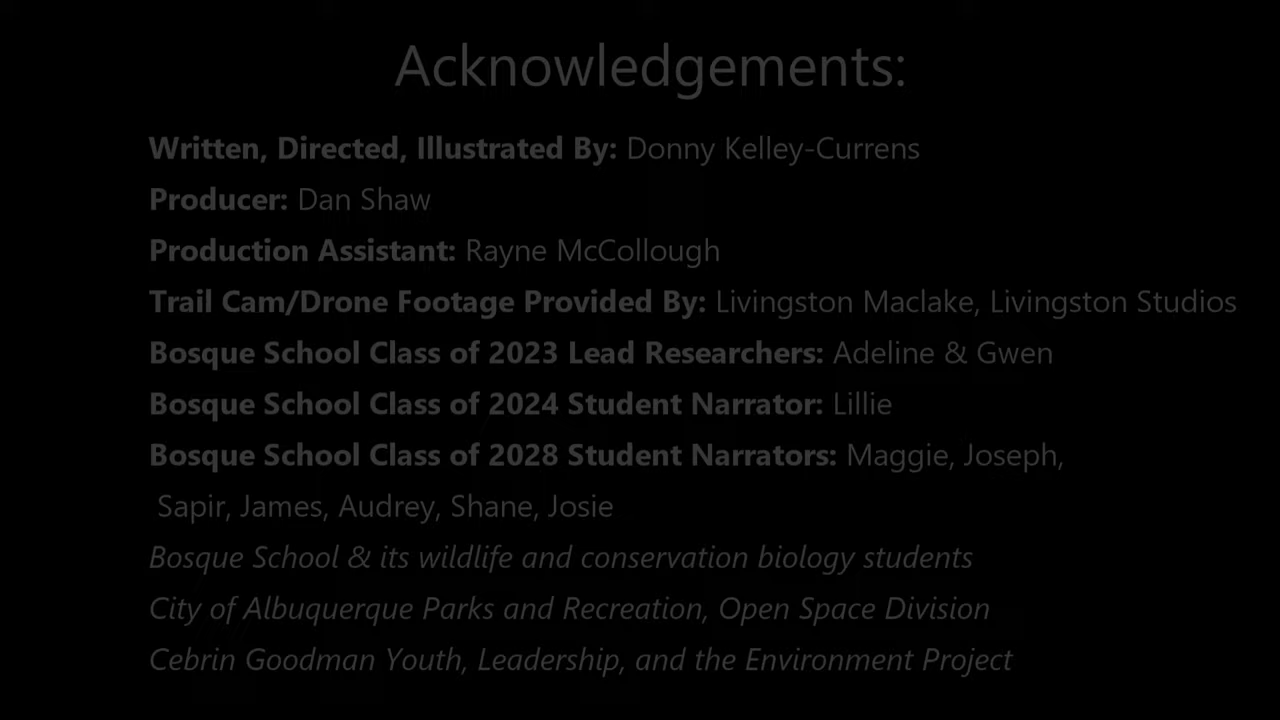 Acknowledgements:
Written, Directed, Illustrated By: Donny Kelley-Currens
Producer: Dan Shaw
Production Assistant: Rayne McCollough
Trail Cam/Drone Footage Provided By: Livingston Maclake, Livingston Studios
Bosque School Class of 2023 Lead Researchers: Adeline & Gwen
Bosque School Class of 2024 Student Narrator: Lillie
Bosque School Class of 2028 Student Narrators: Maggie, Joseph,
Sapir, James, Audrey, Shane, Josie
Bosque School & its wildlife and conservation biology students
City of Albuquerque Parks and Recreation, Open Space Division
Cebrin Goodman Youth, Leadership, and the Environment Project